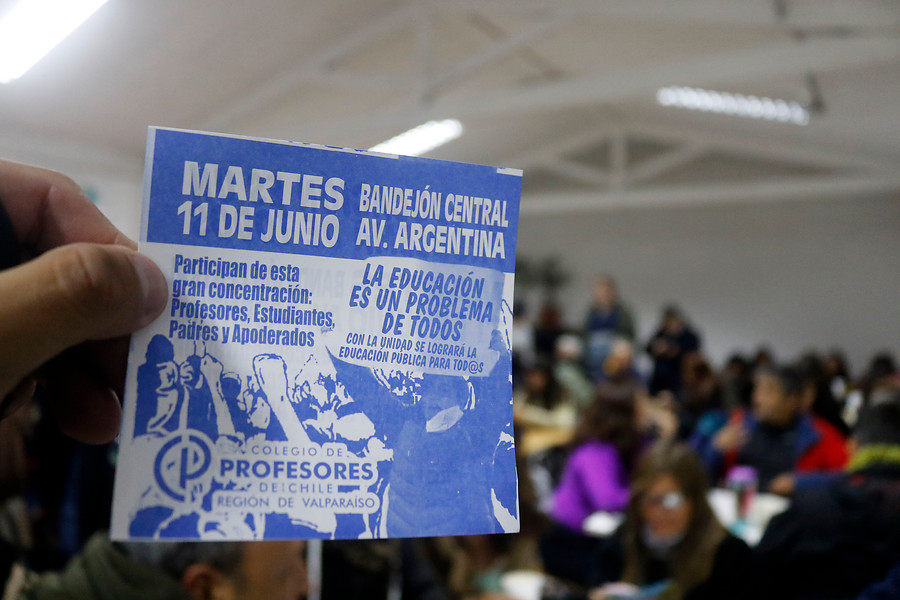 MARTES
11 DE JUNIO
BANDEJÓN CENTRAL
AV. ARGENTINA
Participan de esta
gran concentración:
Profesores, Estudiantes,
Padres y Apoderados
LA EDUCACIÓN
ES UN PROBLEMA
DE TODOS
CON LA UNIDAD SE LOGRARÁ LA
EDUCACIÓN PÚBLICA PARA TOD@S
COLEGIO DE
PROFESORES
DE CHILE
REGIÓN DE VALPARAÍSO